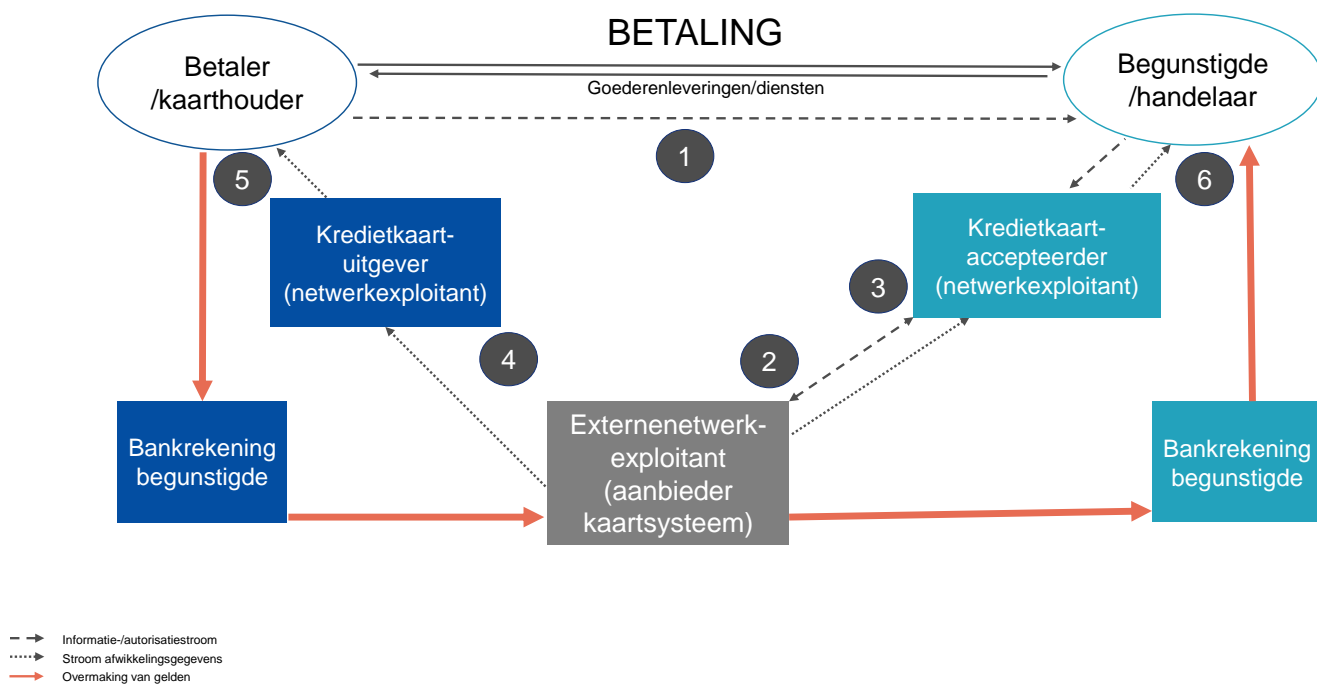 BETALING
Betaler
/kaarthouder
Begunstigde
/handelaar
Goederenleveringen/diensten
1
5
6
Kredietkaart-
uitgever
(netwerkexploitant)
Kredietkaart-
accepteerder
(netwerkexploitant)
3
4
2
Bankrekening
begunstigde
Externenetwerk-
exploitant
(aanbieder
kaartsysteem)
Bankrekening
begunstigde
Informatie-/autorisatiestroom
Stroom afwikkelingsgegevens
Overmaking van gelden